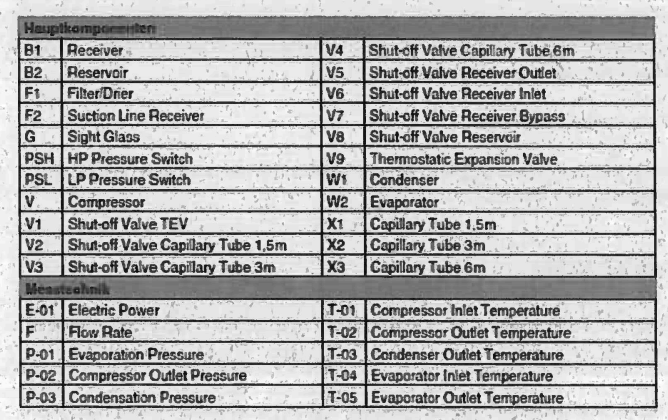 Hauptkomponenten
B1 Receiver V4 Shut-off Valve Capillary Tube 6m
B2 Reservoir V5 Shut-off Valve Receiver Outlet
F1 Filter/Drier V6 Shut-off Valve Receiver Inlet
F2 Suction Line Receiver V7 Shut-off Valve Receiver Bypass
G Sight Glass V8 Shut-off Valve Reservoir
PSH HP Pressure Switch V9 Thermostatic Expansion Valve
PSL LP Pressure Switch W1 Condenser
V Compressor W2 Evaporator
V1 Shut-off Valve TEV X1 Capillary Tube 1.5m
V2 Shut-off Valve Capillary Tube 1,5m X2 Capillary Tube 3m
V3 Shut-off Valve Capillary Tube 3m X3 Capillary Tube 6m
Messtechnik
E-01 Electric Power T-01 Compressor Inlet Temperature
F Flow Rate T-02 Compressor Outlet Temperature
P-01 Evaporation Pressure T-03 Condenser Outlet Temperature
P-02 Compressor Outlet Pressure T-04 Evaporator Inlet Temperature
P-03 Condensation Pressure T-05 Evaporator Outlet Temperature